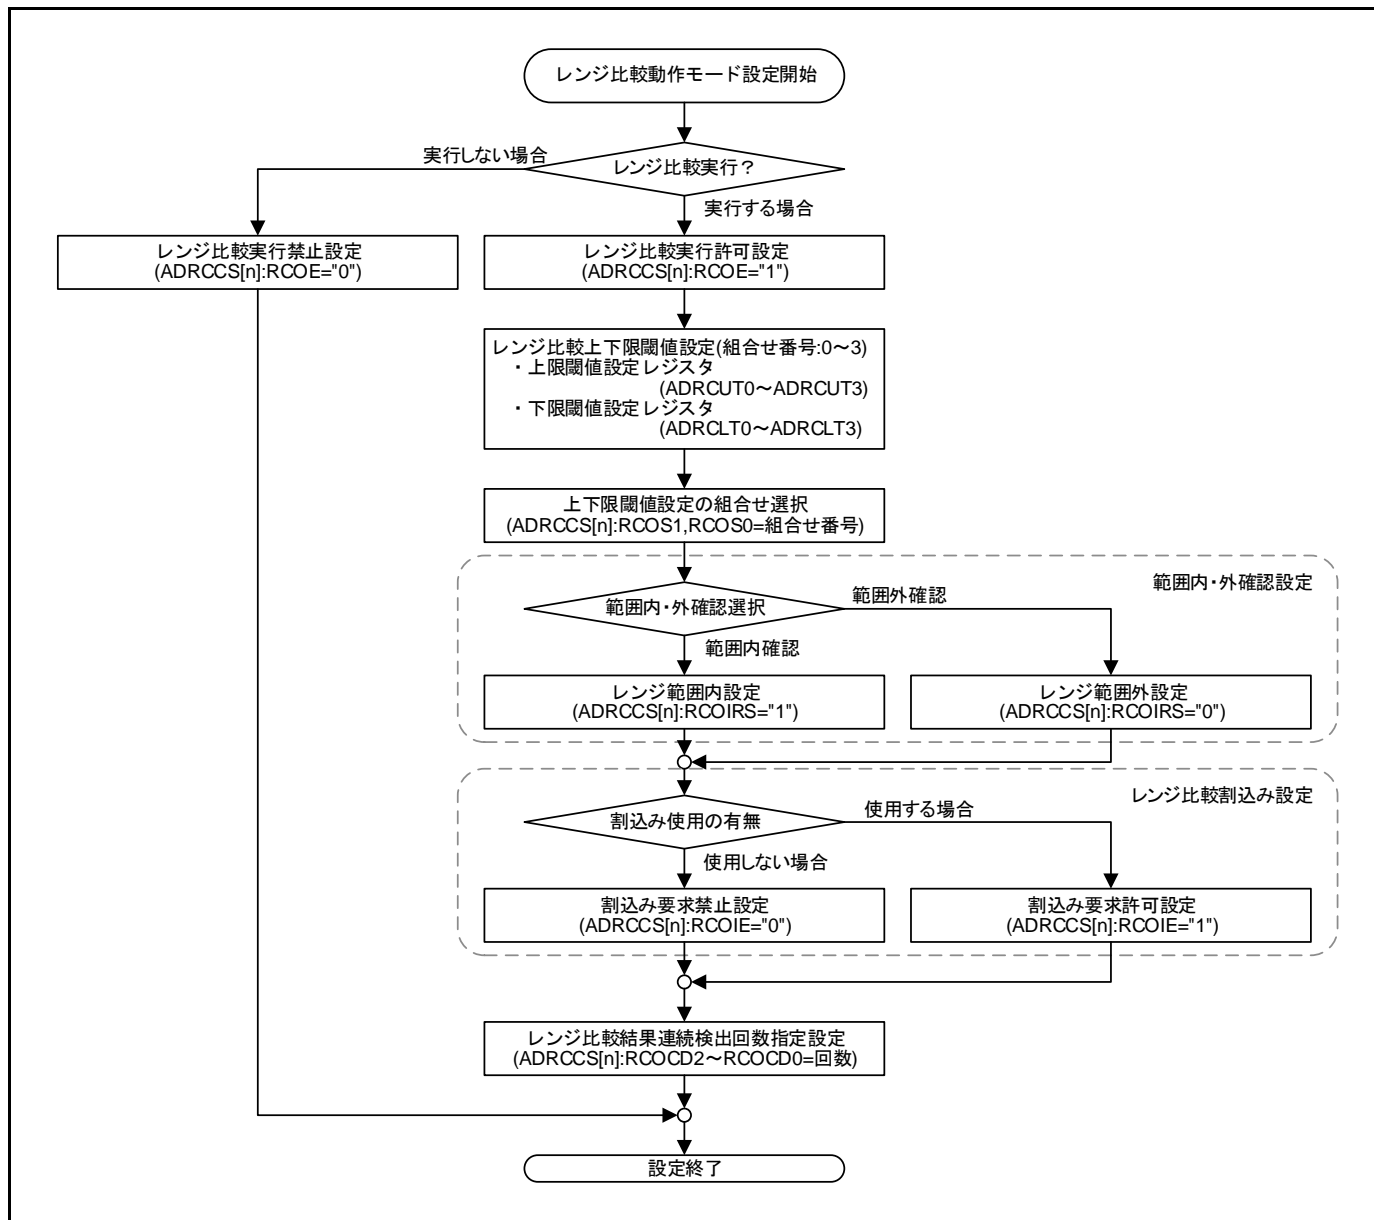 レンジ比較動作モード設定開始
実行しない場合
レンジ比較実行？
実行する場合
レンジ比較実行禁止設定
(ADRCCS[n]:RCOE="0")
レンジ比較実行許可設定
(ADRCCS[n]:RCOE="1")
レンジ比較上下限閾値設定(組合せ番号:0～3)
・上限閾値設定レジスタ
(ADRCUT0～ADRCUT3)
・下限閾値設定レジスタ
(ADRCLT0～ADRCLT3)
上下限閾値設定の組合せ選択
(ADRCCS[n]:RCOS1,RCOS0=組合せ番号)
範囲内・外確認設定
範囲内・外確認選択
範囲外確認
範囲内確認
レンジ範囲内設定
(ADRCCS[n]:RCOIRS="1")
レンジ範囲外設定
(ADRCCS[n]:RCOIRS="0")
レンジ比較割込み設定
割込み使用の有無
使用する場合
使用しない場合
割込み要求禁止設定
(ADRCCS[n]:RCOIE="0")
割込み要求許可設定
(ADRCCS[n]:RCOIE="1")
レンジ比較結果連続検出回数指定設定
(ADRCCS[n]:RCOCD2～RCOCD0=回数)
設定終了